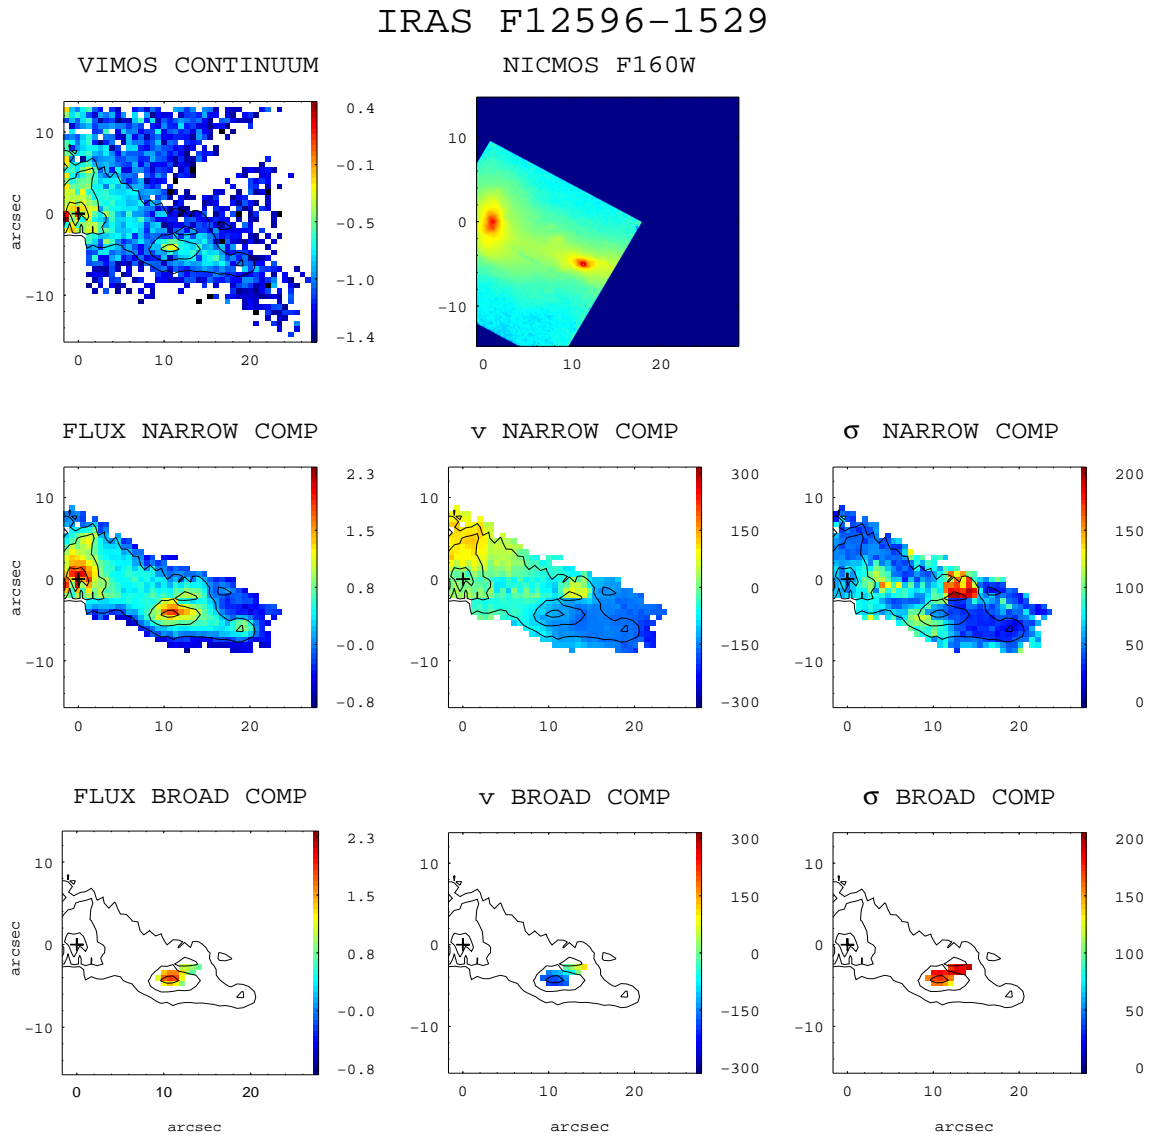 IRAS F12596−1529
VIMOS CONTINUUM
NICMOS F160W
10
0
−10
arcsec
0 10 20
0.4
−0.1
−0.5
−1.0
−1.4
10
0
−10
0 10 20
FLUX NARROW COMP
v NARROW COMP
σ NARROW COMP
10
0
−10
arcsec
0 10 20
2.3
1.5
0.8
−0.0
−0.8
10
0
−10
0 10 20
300
150
0
−150
−300
10
0
−10
0 10 20
200
150
100
50
0
FLUX BROAD COMP
v BROAD COMP
σ BROAD COMP
10
0
−10
arcsec
0 10 20
arcsec
2.3
1.5
0.8
−0.0
−0.8
10
0
−10
0 10 20
arcsec
300
150
0
−150
−300
10
0
−10
0 10 20
arcsec
200
150
100
50
0